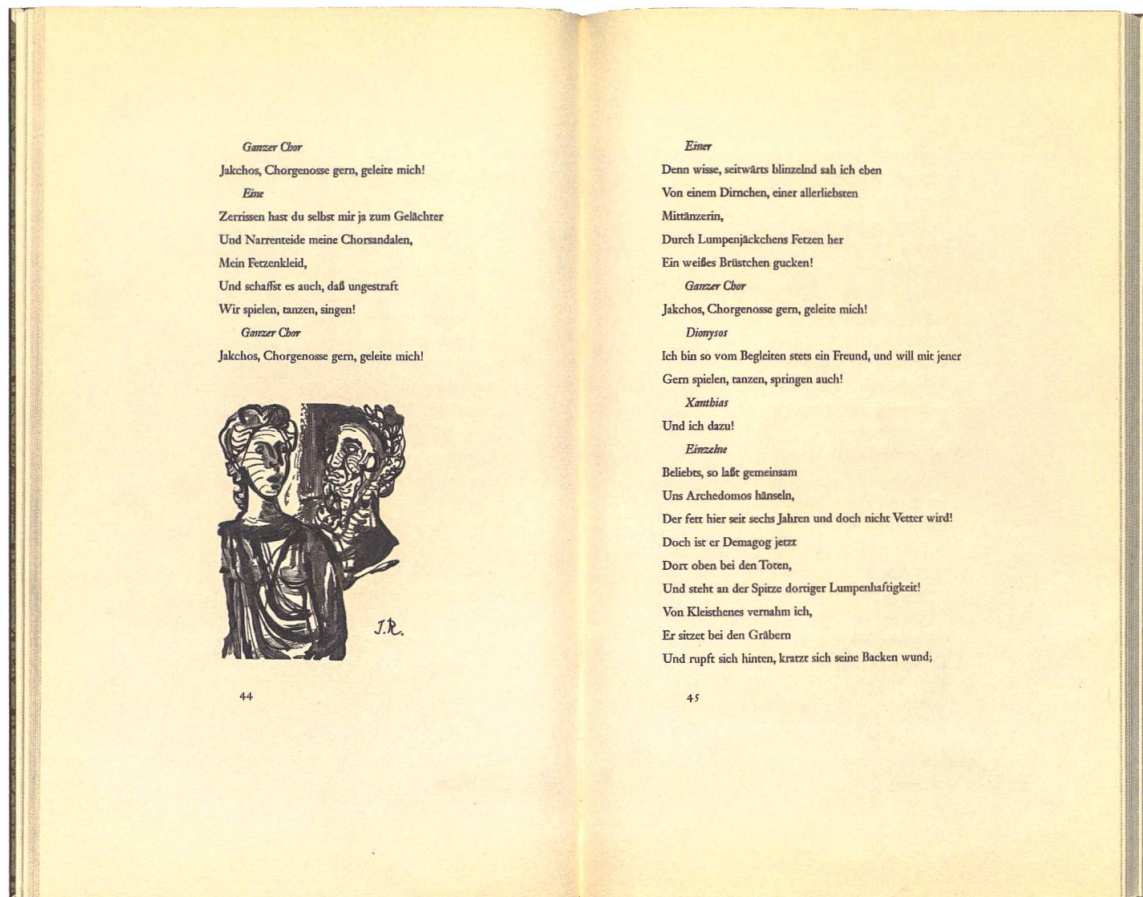 Ganzer Chor
Jakchos, Chorgenosse gern, geleite mich!
Eine
Zerrissen hast du selbst mir ja zum Gelächter
Und Narrenteide meine Chorsandalen,
Mein Fetzenkleid,
Und schaffst es auch, daß ungestraft
Wir spielen, tanzen, singen!
Ganzer Chor
Jakchos, Chorgenosse gern, geleite mich!
J.R.
44
Einer
Denn wisse, seitwärts blinzelnd sah ich eben
Von einem Dirnchen, einer allerliebsten
Mittänzerin,
Durch Lumpenjäckchens Fetzen her
Ein weißes Brüstchen gucken!
Ganzer Chor
Jakchos, Chorgenosse gern, geleite mich!
Dionysos
Ich bin so vom Begleiten stets ein Freund, und will mit jener
Gern spielen, tanzen, springen auch!
Xanthias
Und ich dazu!
Einzelne
Beliebts, so laßt gemeinsam
Uns Archedomos hänseln,
Der fett hier seit sechs Jahren und doch nicht Vetter wird!
Doch ist er Demagog jetzt
Dort oben bei den Toten,
Und steht an der Spitze dortiger Lumpenhaftigkeit!
Von Kleisthenes vernahm ich,
Er sitzet bei den Gräbern
Und rupft sich hinten, kratzt sich seine Backen wund;
45